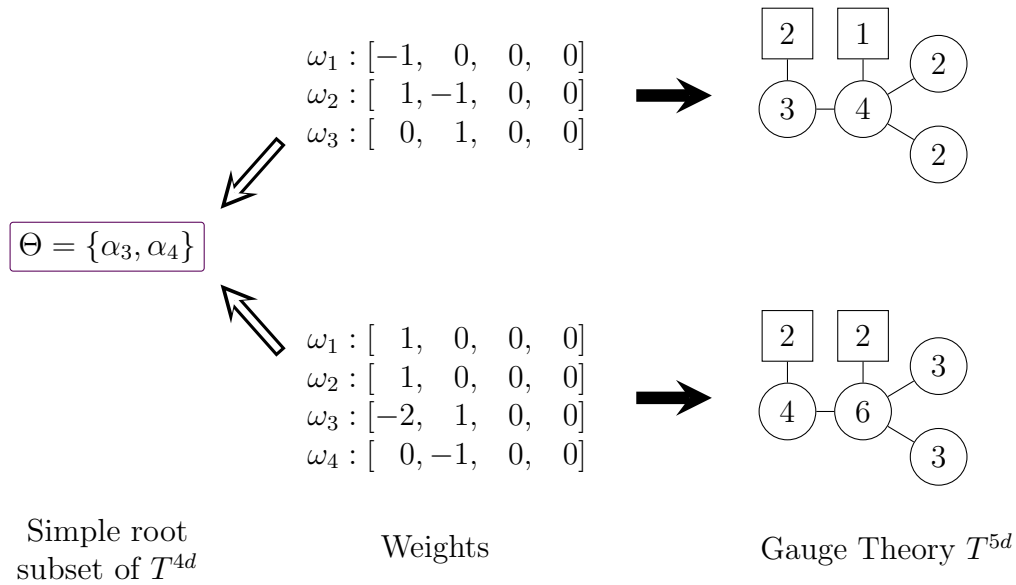 ω₁ : [−1, 0, 0, 0]
ω₂ : [ 1, −1, 0, 0]
ω₃ : [ 0, 1, 0, 0]
2 1
2
3 4
2
Θ = {α₃, α₄}
ω₁ : [ 1, 0, 0, 0]
ω₂ : [ 1, 0, 0, 0]
ω₃ : [−2, 1, 0, 0]
ω₄ : [ 0, −1, 0, 0]
2 2
3
4 6
3
Simple root
subset of T⁴ᵈ
Weights
Gauge Theory T⁵ᵈ